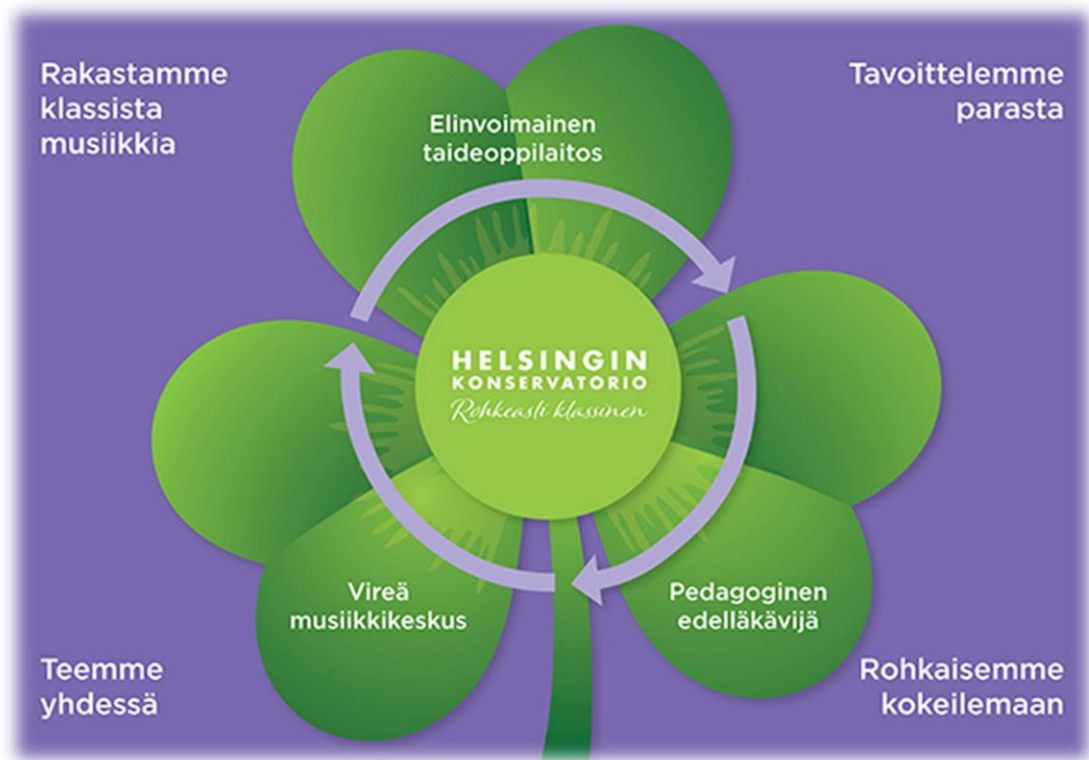 Rakastamme
klassista
musiikkia
Tavoittelemme
parasta
Elinvoimainen
taideoppilaitos
HELSINGIN
KONSERVATORIO
Rohkeasti klassinen
Vireä
musiikkikeskus
Pedagoginen
edelläkävijä
Teemme
yhdessä
Rohkaisemme
kokeilemaan